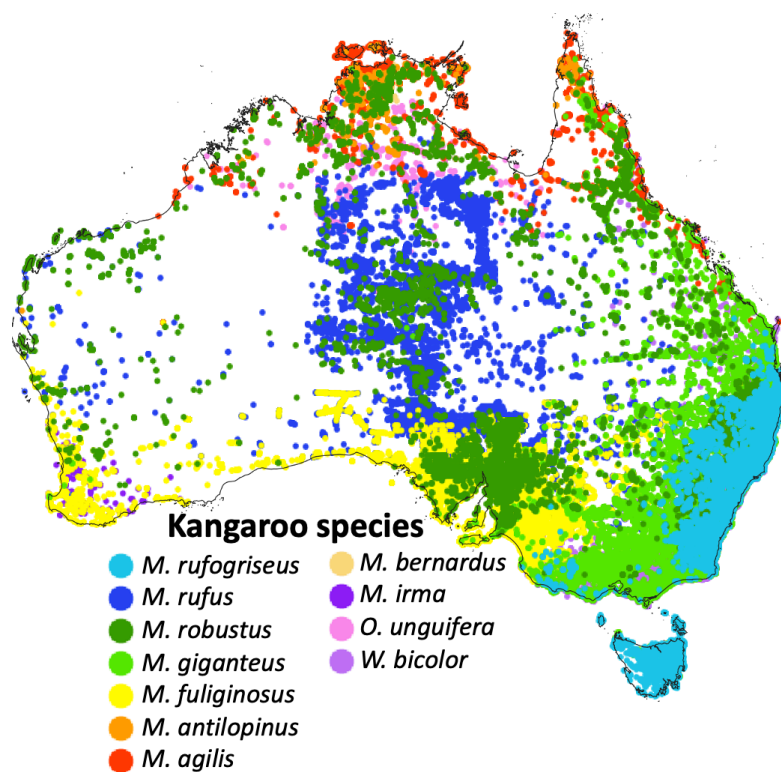 Kangaroo species
M. rufogriseus
M. rufus
M. robustus
M. giganteus
M. fuliginosus
M. antilopinus
M. agilis
M. bernardus
M. irma
O. unguifera
W. bicolor